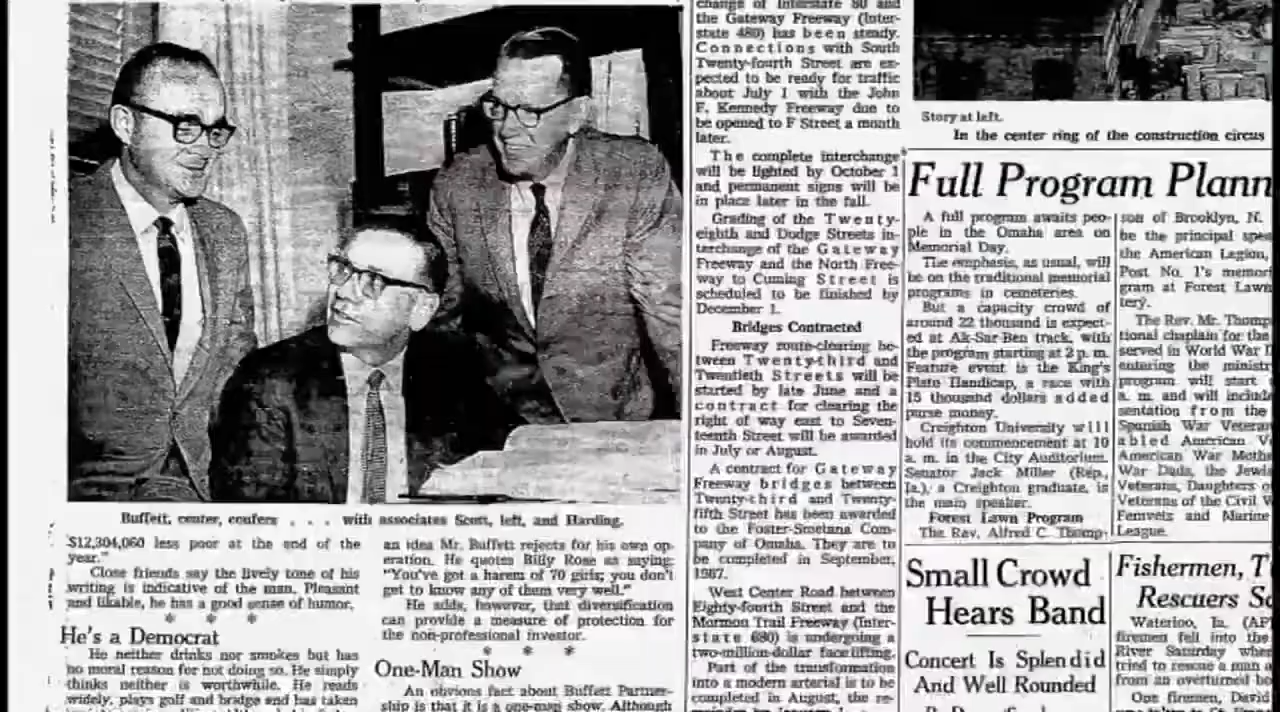 Buffett, center, confers . . . with associates Scott, left, and Harding.
$12,304,060 less poor at the end of the
year."
Close friends say the lively tone of his
writing is indicative of the man. Pleasant
and likable, he has a good sense of humor.
* * *
He's a Democrat
He neither drinks nor smokes but has
no moral reason for not doing so. He simply
thinks neither is worthwhile. He reads
widely, plays golf and bridge and has taken
an idea Mr. Buffett rejects for his own op-
eration. He quotes Billy Rose as saying:
"You've got a harem of 70 girls; you don't
get to know any of them very well."
He adds, however, that diversification
can provide a measure of protection for
the non-professional investor.
* * *
One-Man Show
An obvious fact about Buffett Partner-
ship is that it is a one-man show. Although
change of Interstate 80 and
the Gateway Freeway (Inter-
state 480) has been steady.
Connections with South
Twenty-fourth Street are ex-
pected to be ready for traffic
about July 1 with the John
F. Kennedy Freeway due to
be opened to F Street a month
later.
The complete interchange
will be lighted by October 1
and permanent signs will be
in place later in the fall.
Grading of the Twenty-
eighth and Dodge Streets in-
terchange of the Gateway
Freeway and the North Free-
way to Cuming Street is
scheduled to be finished by
December 1.
Bridges Contracted
Freeway route-clearing be-
tween Twenty-third and
Twentieth Streets will be
started by late June and a
contract for clearing the
right of way east to Seven-
teenth Street will be awarded
in July or August.
A contract for Gateway
Freeway bridges between
Twenty-third and Twenty-
fifth Street has been awarded
to the Foster-Smetana Com-
pany of Omaha. They are to
be completed in September,
1967.
West Center Road between
Eighty-fourth Street and the
Mormon Trail Freeway (Inter-
state 680) is undergoing a
two-million-dollar face lifting.
Part of the transformation
into a modern arterial is to be
completed in August, the re-
Story at left.
In the center ring of the construction circus
Full Program Plann
A full program awaits peo-
ple in the Omaha area on
Memorial Day.
The emphasis, as usual, will
be on the traditional memorial
programs in cemeteries.
But a capacity crowd of
around 22 thousand is expect-
ed at Ak-Sar-Ben track, with
the program starting at 2 p. m.
Feature event is the King's
Plate Handicap, a race with
15 thousand dollars added
purse money.
Creighton University will
hold its commencement at 10
a. m. in the City Auditorium.
Senator Jack Miller (Rep.,
Ia.), a Creighton graduate, is
the main speaker.
Forest Lawn Program
The Rev. Alfred C. Thomp-
son of Brooklyn, N.
be the principal spea
the American Legion,
Post No. 1's memori
gram at Forest Lawn
tery.
The Rev. Mr. Thomp
tional chaplain for the
served in World War I
entering the ministr
program will start
a. m. and will include
sentation from the
Spanish War Veteran
abled American V
American War Mothe
War Dads, the Jewis
Veterans, Daughters o
Veterans of the Civil W
Femvets and Marine
League.
Small Crowd
Hears Band
Concert Is Splendid
And Well Rounded
Fishermen, T
Rescuers Sc
Waterloo, Ia. (AP)
firemen fell into the
River Saturday when
tried to rescue a man a
from an overturned bo
One fireman, David